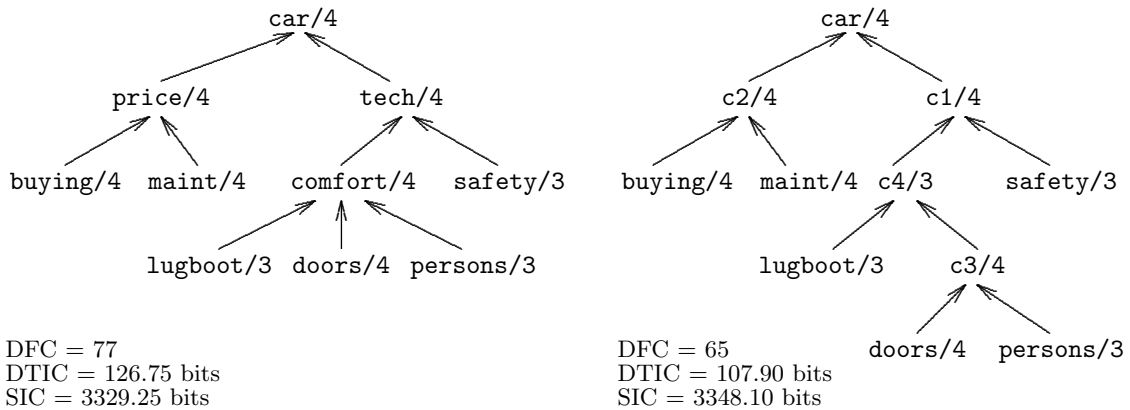 car/4
price/4 tech/4
buying/4 maint/4 comfort/4 safety/3
lugboot/3 doors/4 persons/3
DFC = 77
DTIC = 126.75 bits
SIC = 3329.25 bits
car/4
c2/4 c1/4
buying/4 maint/4 c4/3 safety/3
lugboot/3 c3/4
doors/4 persons/3
DFC = 65
DTIC = 107.90 bits
SIC = 3348.10 bits